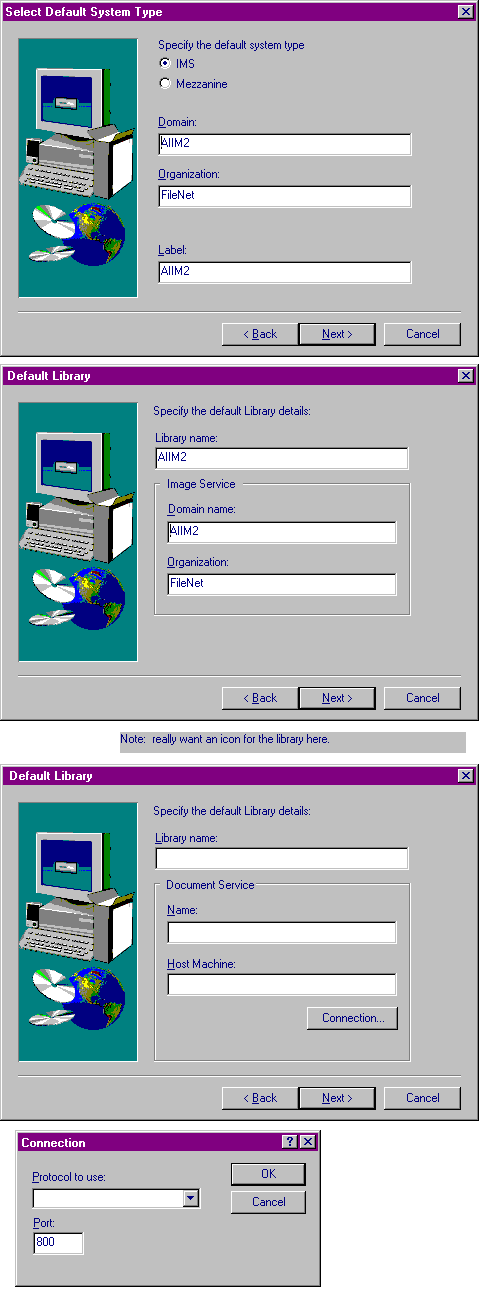 Select Default System Type
Specify the default system type
IMS
Mezzanine
Domain:
AIIM2
Organization:
FileNet
Label:
AIIM2
< Back Next > Cancel
Default Library
Specify the default Library details:
Library name:
AIIM2
Image Service
Domain name:
AIIM2
Organization:
FileNet
< Back Next > Cancel
Note: really want an icon for the library here.
Default Library
Specify the default Library details:
Library name:
Document Service
Name:
Host Machine:
Connection...
< Back Next > Cancel
Connection ?
Protocol to use:
OK
Cancel
Port:
800